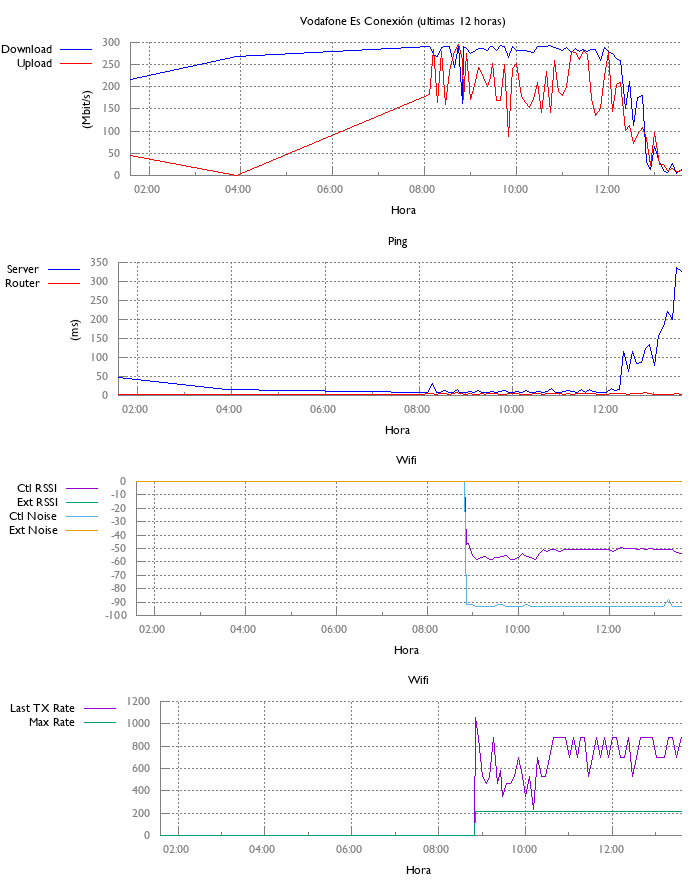 Vodafone Es Conexión (ultimas 12 horas)
Download
Upload
(Mbit/s)
300
250
200
150
100
50
0
02:00 04:00 06:00 08:00 10:00 12:00
Hora
Ping
Server
Router
(ms)
350
300
250
200
150
100
50
0
02:00 04:00 06:00 08:00 10:00 12:00
Hora
Wifi
Ctl RSSI
Ext RSSI
Ctl Noise
Ext Noise
0
-10
-20
-30
-40
-50
-60
-70
-80
-90
-100
02:00 04:00 06:00 08:00 10:00 12:00
Hora
Wifi
Last TX Rate
Max Rate
1200
1000
800
600
400
200
0
02:00 04:00 06:00 08:00 10:00 12:00
Hora